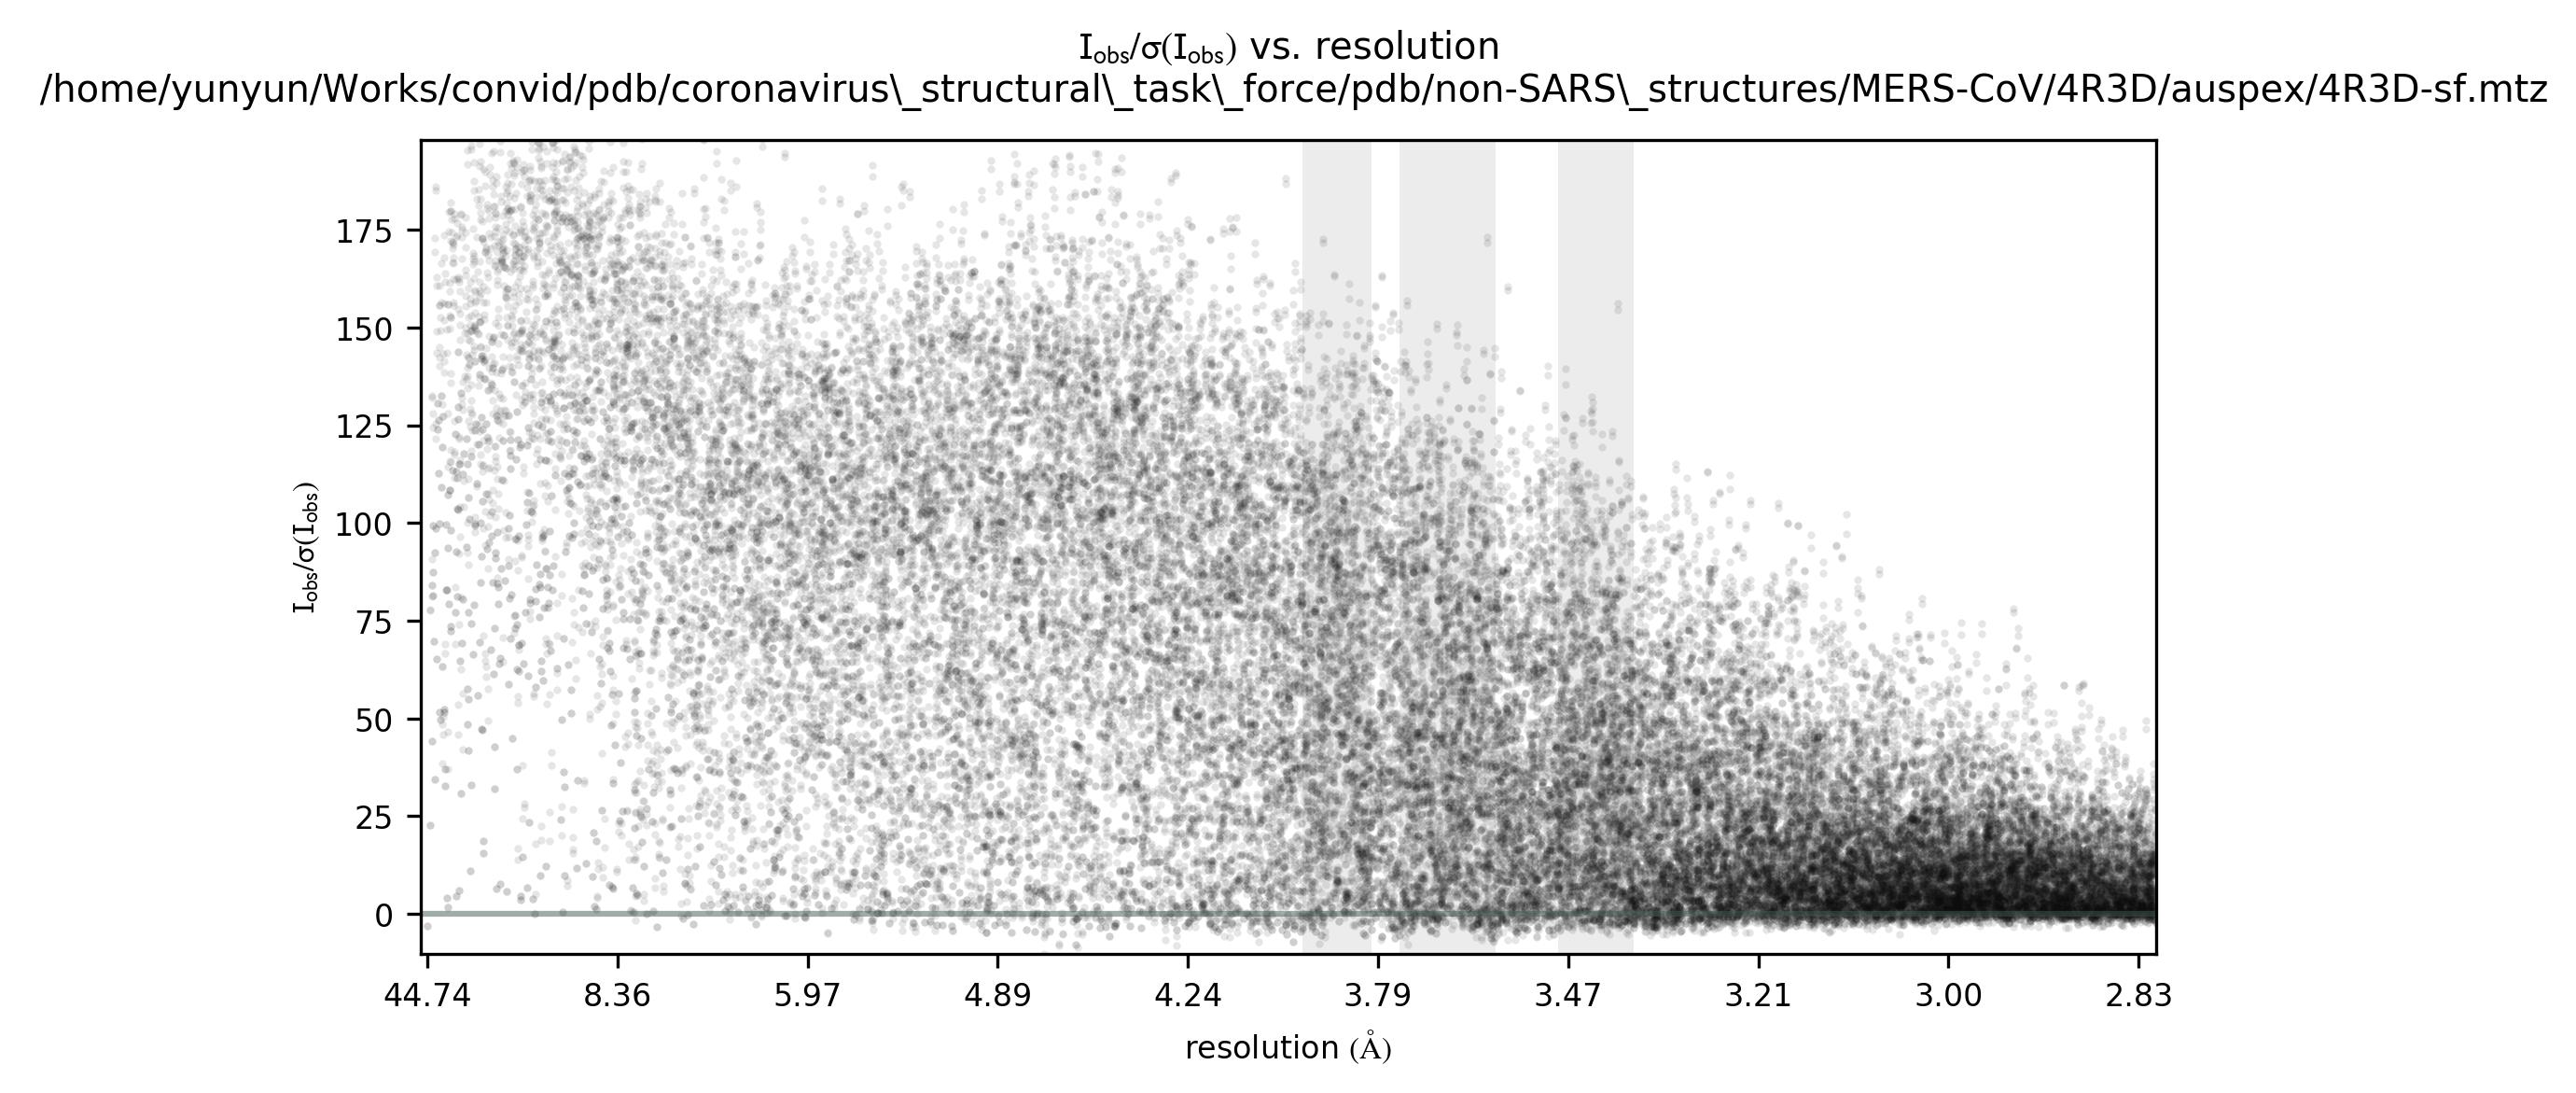 Iobs/σ(Iobs) vs. resolution
/home/yunyun/Works/convid/pdb/coronavirus\_structural\_task\_force/pdb/non-SARS\_structures/MERS-CoV/4R3D/auspex/4R3D-sf.mtz
Iobs/σ(Iobs)
175
150
125
100
75
50
25
0
44.74 8.36 5.97 4.89 4.24 3.79 3.47 3.21 3.00 2.83
resolution (Å)